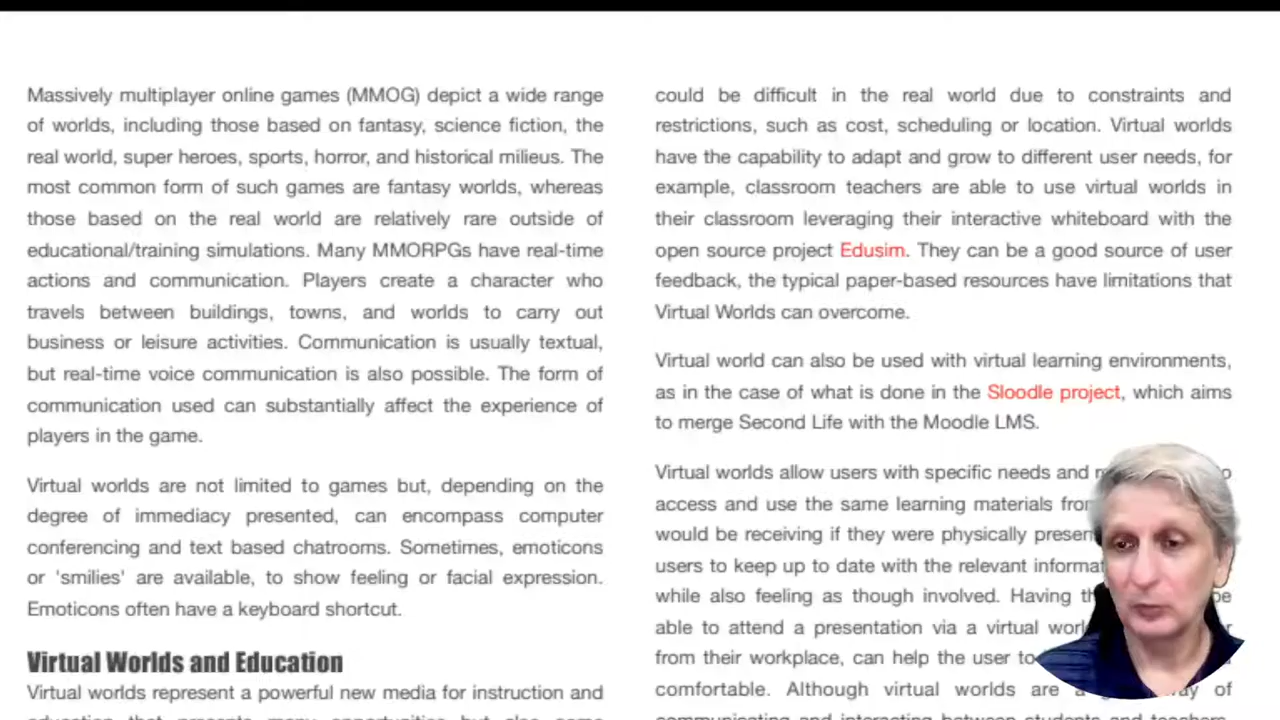 Massively multiplayer online games (MMOG) depict a wide range
of worlds, including those based on fantasy, science fiction, the
real world, super heroes, sports, horror, and historical milieus. The
most common form of such games are fantasy worlds, whereas
those based on the real world are relatively rare outside of
educational/training simulations. Many MMORPGs have real-time
actions and communication. Players create a character who
travels between buildings, towns, and worlds to carry out
business or leisure activities. Communication is usually textual,
but real-time voice communication is also possible. The form of
communication used can substantially affect the experience of
players in the game.
Virtual worlds are not limited to games but, depending on the
degree of immediacy presented, can encompass computer
conferencing and text based chatrooms. Sometimes, emoticons
or 'smilies' are available, to show feeling or facial expression.
Emoticons often have a keyboard shortcut.
Virtual Worlds and Education
Virtual worlds represent a powerful new media for instruction and
education that presents many opportunities but also some
could be difficult in the real world due to constraints and
restrictions, such as cost, scheduling or location. Virtual worlds
have the capability to adapt and grow to different user needs, for
example, classroom teachers are able to use virtual worlds in
their classroom leveraging their interactive whiteboard with the
open source project Edusim. They can be a good source of user
feedback, the typical paper-based resources have limitations that
Virtual Worlds can overcome.
Virtual world can also be used with virtual learning environments,
as in the case of what is done in the Sloodle project, which aims
to merge Second Life with the Moodle LMS.
Virtual worlds allow users with specific needs and
access and use the same learning materials
would be receiving if they were physically
users to keep up to date with the relevant
while also feeling as though involved. Having
able to attend a presentation via a virtual
from their workplace, can help the user to
comfortable. Although virtual worlds are a of
communicating and interacting between students and teachers,